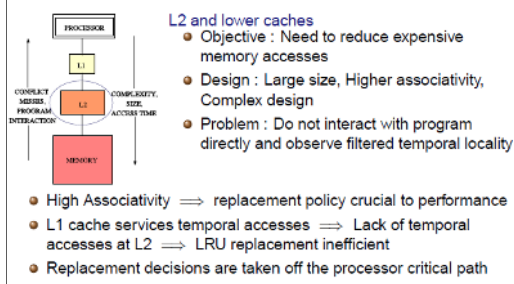 L2 and lower caches
PROCESSOR
L1
CONFLICT
MISSES,
PROGRAM
INTERACTION
L2
COMPLEXITY,
SIZE,
ACCESS TIME
MEMORY
Objective : Need to reduce expensive
memory accesses
Design : Large size, Higher associativity,
Complex design
Problem : Do not interact with program
directly and observe filtered temporal locality
High Associativity ⟹ replacement policy crucial to performance
L1 cache services temporal accesses ⟹ Lack of temporal
accesses at L2 ⟹ LRU replacement inefficient
Replacement decisions are taken off the processor critical path